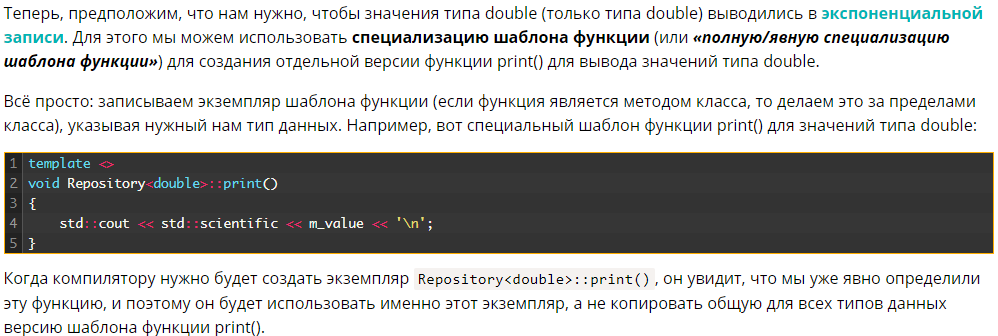 Теперь, предположим, что нам нужно, чтобы значения типа double (только типа double) выводились в экспоненциальной
записи. Для этого мы можем использовать специализацию шаблона функции (или «полную/явную специализацию
шаблона функции») для создания отдельной версии функции print() для вывода значений типа double.
Всё просто: записываем экземпляр шаблона функции (если функция является методом класса, то делаем это за пределами
класса), указывая нужный нам тип данных. Например, вот специальный шаблон функции print() для значений типа double:
1 template <>
2 void Repository<double>::print()
3 {
4 std::cout << std::scientific << m_value << '\n';
5 }
Когда компилятору нужно будет создать экземпляр Repository<double>::print(), он увидит, что мы уже явно определили
эту функцию, и поэтому он будет использовать именно этот экземпляр, а не копировать общую для всех типов данных
версию шаблона функции print().